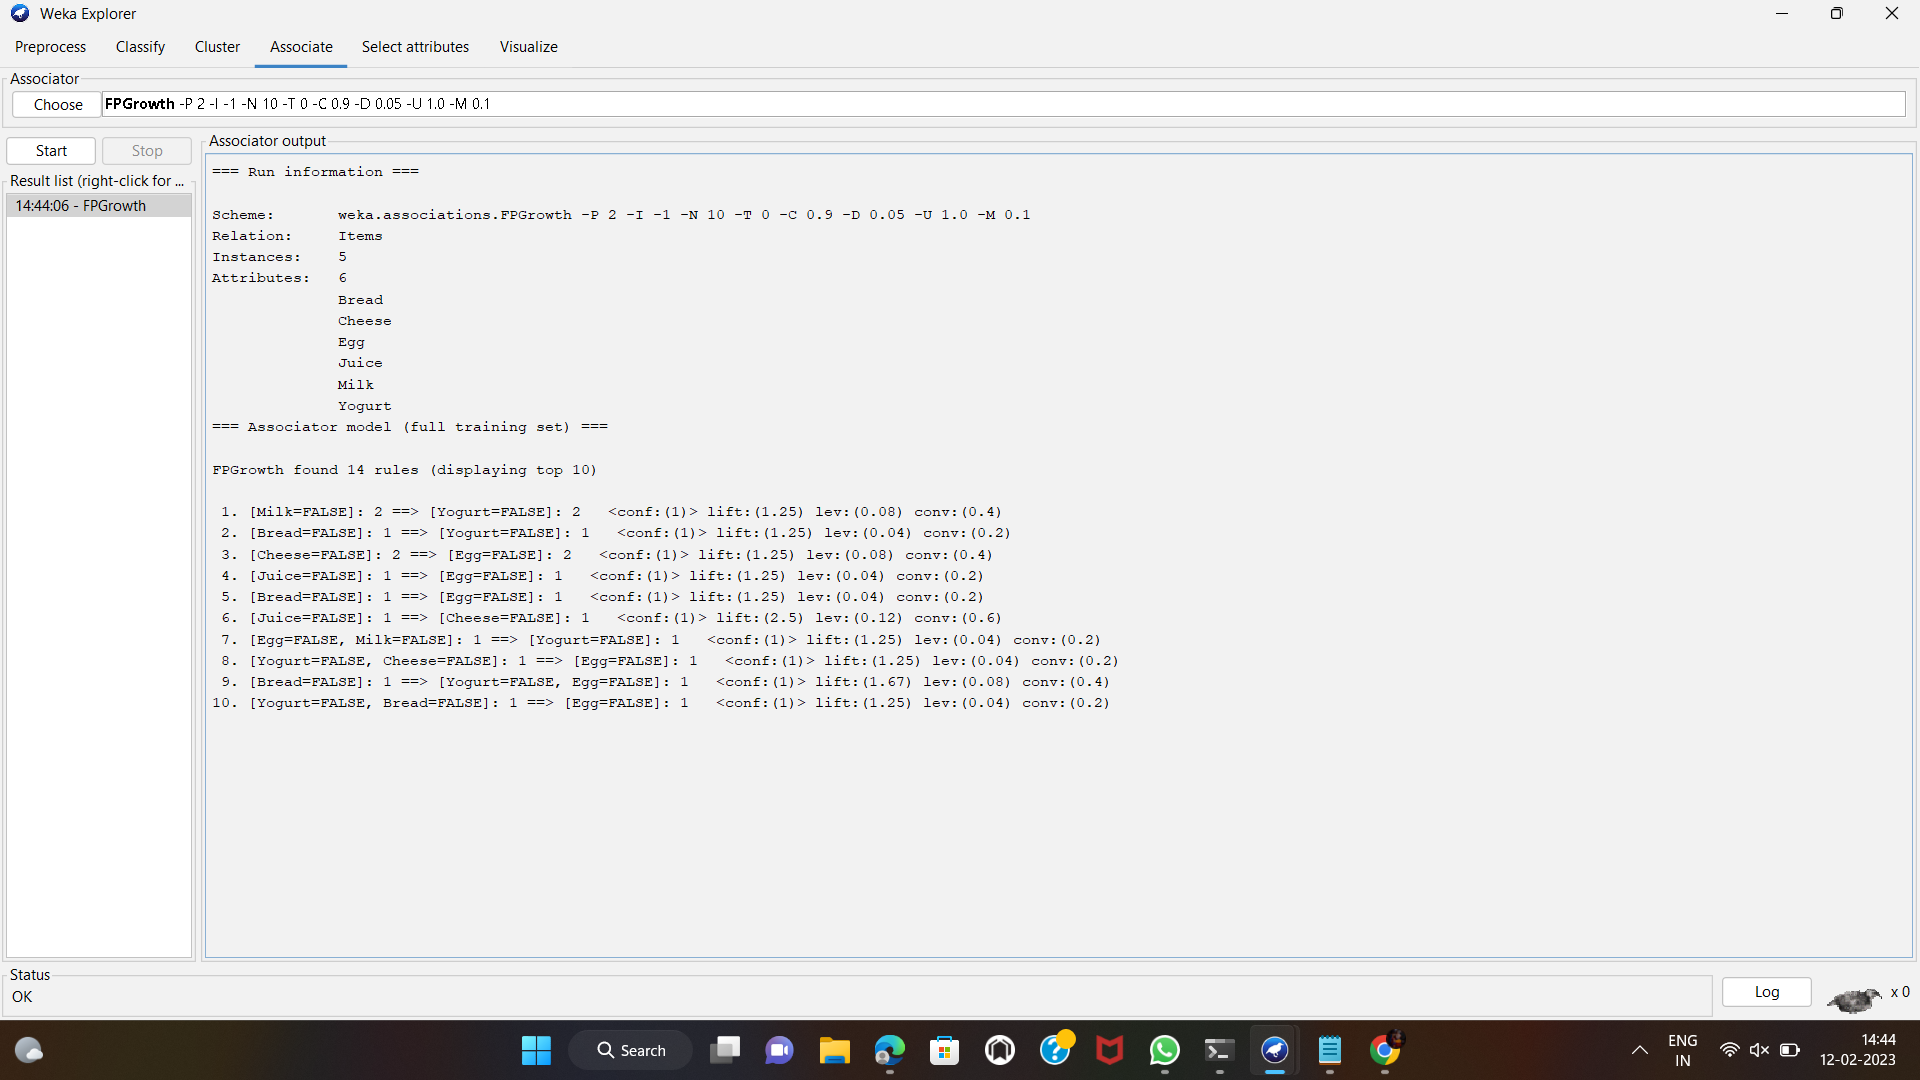 Weka Explorer
Preprocess Classify Cluster Associate Select attributes Visualize
Associator
Choose FPGrowth -P 2 -I -1 -N 10 -T 0 -C 0.9 -D 0.05 -U 1.0 -M 0.1
Start Stop
Result list (right-click for ...
14:44:06 - FPGrowth
Associator output
=== Run information ===
Scheme: weka.associations.FPGrowth -P 2 -I -1 -N 10 -T 0 -C 0.9 -D 0.05 -U 1.0 -M 0.1
Relation: Items
Instances: 5
Attributes: 6
Bread
Cheese
Egg
Juice
Milk
Yogurt
=== Associator model (full training set) ===
FPGrowth found 14 rules (displaying top 10)
1. [Milk=FALSE]: 2 ==> [Yogurt=FALSE]: 2 <conf:(1)> lift:(1.25) lev:(0.08) conv:(0.4)
2. [Bread=FALSE]: 1 ==> [Yogurt=FALSE]: 1 <conf:(1)> lift:(1.25) lev:(0.04) conv:(0.2)
3. [Cheese=FALSE]: 2 ==> [Egg=FALSE]: 2 <conf:(1)> lift:(1.25) lev:(0.08) conv:(0.4)
4. [Juice=FALSE]: 1 ==> [Egg=FALSE]: 1 <conf:(1)> lift:(1.25) lev:(0.04) conv:(0.2)
5. [Bread=FALSE]: 1 ==> [Egg=FALSE]: 1 <conf:(1)> lift:(1.25) lev:(0.04) conv:(0.2)
6. [Juice=FALSE]: 1 ==> [Cheese=FALSE]: 1 <conf:(1)> lift:(2.5) lev:(0.12) conv:(0.6)
7. [Egg=FALSE, Milk=FALSE]: 1 ==> [Yogurt=FALSE]: 1 <conf:(1)> lift:(1.25) lev:(0.04) conv:(0.2)
8. [Yogurt=FALSE, Cheese=FALSE]: 1 ==> [Egg=FALSE]: 1 <conf:(1)> lift:(1.25) lev:(0.04) conv:(0.2)
9. [Bread=FALSE]: 1 ==> [Yogurt=FALSE, Egg=FALSE]: 1 <conf:(1)> lift:(1.67) lev:(0.08) conv:(0.4)
10. [Yogurt=FALSE, Bread=FALSE]: 1 ==> [Egg=FALSE]: 1 <conf:(1)> lift:(1.25) lev:(0.04) conv:(0.2)
Status
OK
Log
x 0
Search
ENG
IN
14:44
12-02-2023